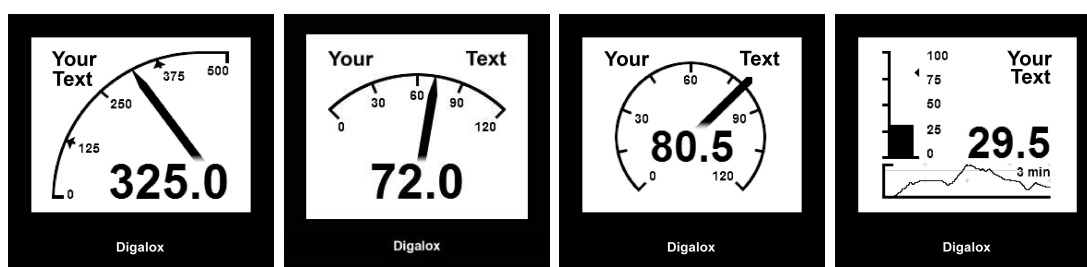 Your
Text
500
375
250
125
0
325.0
Digalox
Your Text
0 30 60 90 120
72.0
Digalox
Your Text
60
30 90
80.5
0 120
Digalox
100 Your
75 Text
50
25 29.5
0
3 min
Digalox